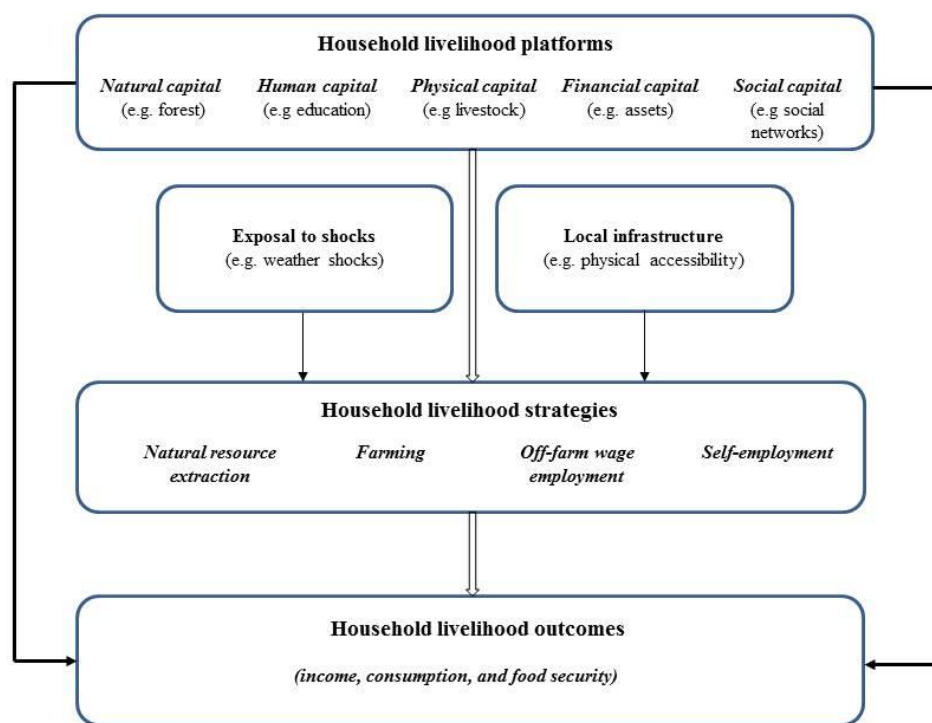 Household livelihood platforms
Natural capital Human capital Physical capital Financial capital Social capital
(e.g. forest) (e.g education) (e.g livestock) (e.g. assets) (e.g social
networks)
Exposal to shocks
(e.g. weather shocks)
Local infrastructure
(e.g. physical accessibility)
Household livelihood strategies
Natural resource Farming Off-farm wage Self-employment
extraction employment
Household livelihood outcomes
(income, consumption, and food security)